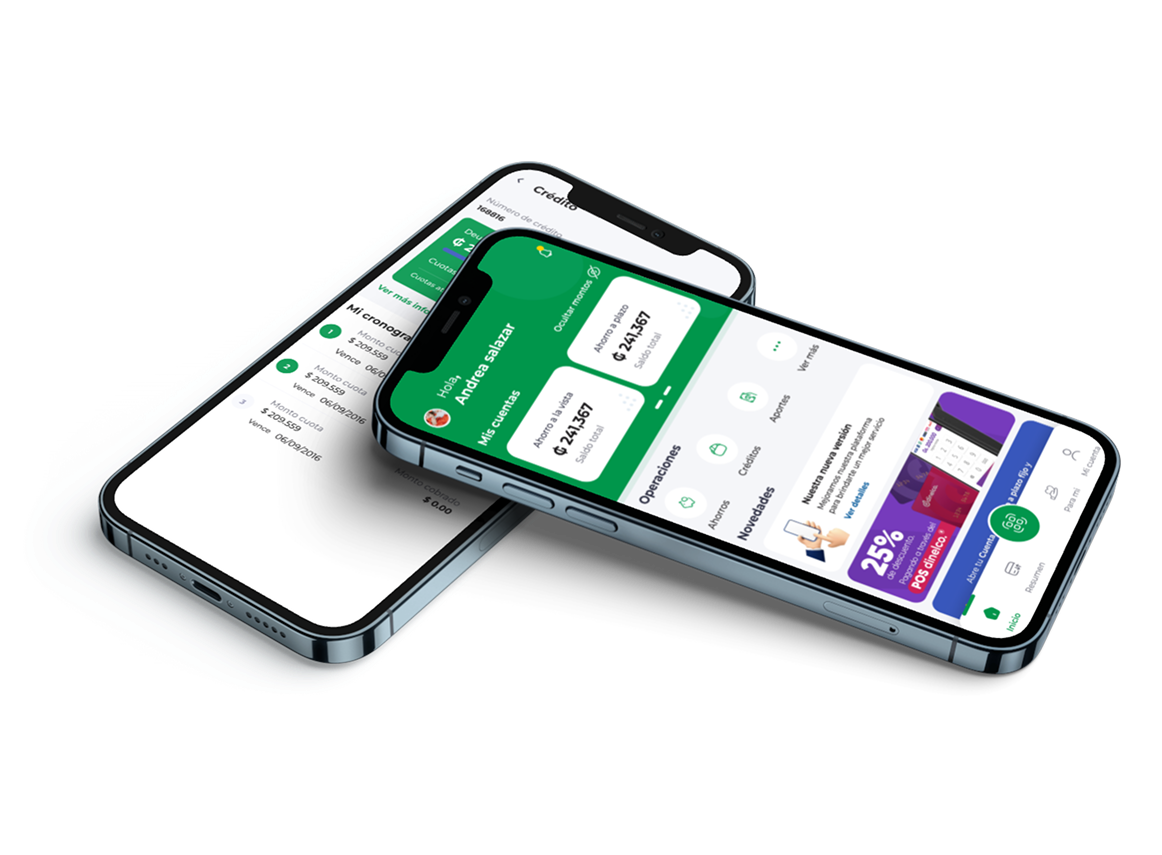 Crédito
Número de crédito
168816
Deu
₲
Cuotas
Cuotas at
Ver más info
Mi cronogra
1
Monto cuo
$ 209.559
Vence 06/0
2
Monto cuota
$ 209.559
Vence 06/09/2016
3
Monto cuota
$ 209.559
Vence 06/09/2016
Monto cobrado
$ 0.00
Hola,
Andrea salazar
Mis cuentas
Ocultar montos
Ahorro a la vista
₲ 241,367
Saldo total
Ahorro a plazo
₲ 241,367
Saldo total
Operaciones
Ahorros
Créditos
Aportes
Ver más
Novedades
Nuestra nueva versión
Mejoramos nuestra plataforma
para brindarte un mejor servicio
Ver detalles
25%
de descuento.
Pagando a través del
POS dinelco.*
Abre tu Cuenta
a plazo fijo y
Inicio
Resumen
Para mi
Mi cuenta